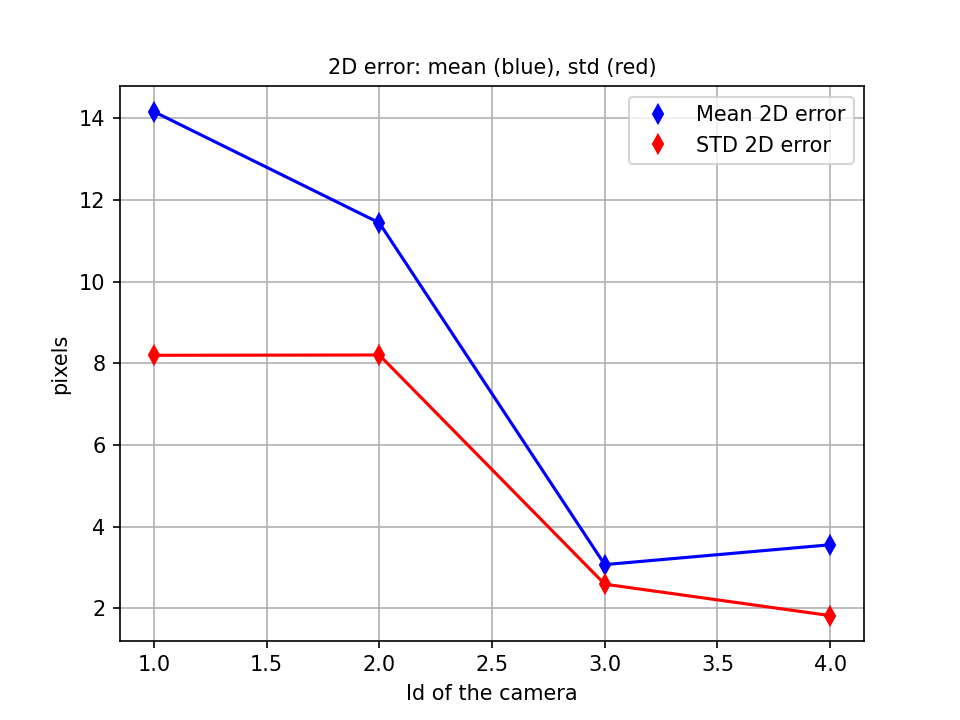 2D error: mean (blue), std (red)
Mean 2D error
STD 2D error
14
12
10
8
6
4
2
pixels
1.0 1.5 2.0 2.5 3.0 3.5 4.0
Id of the camera